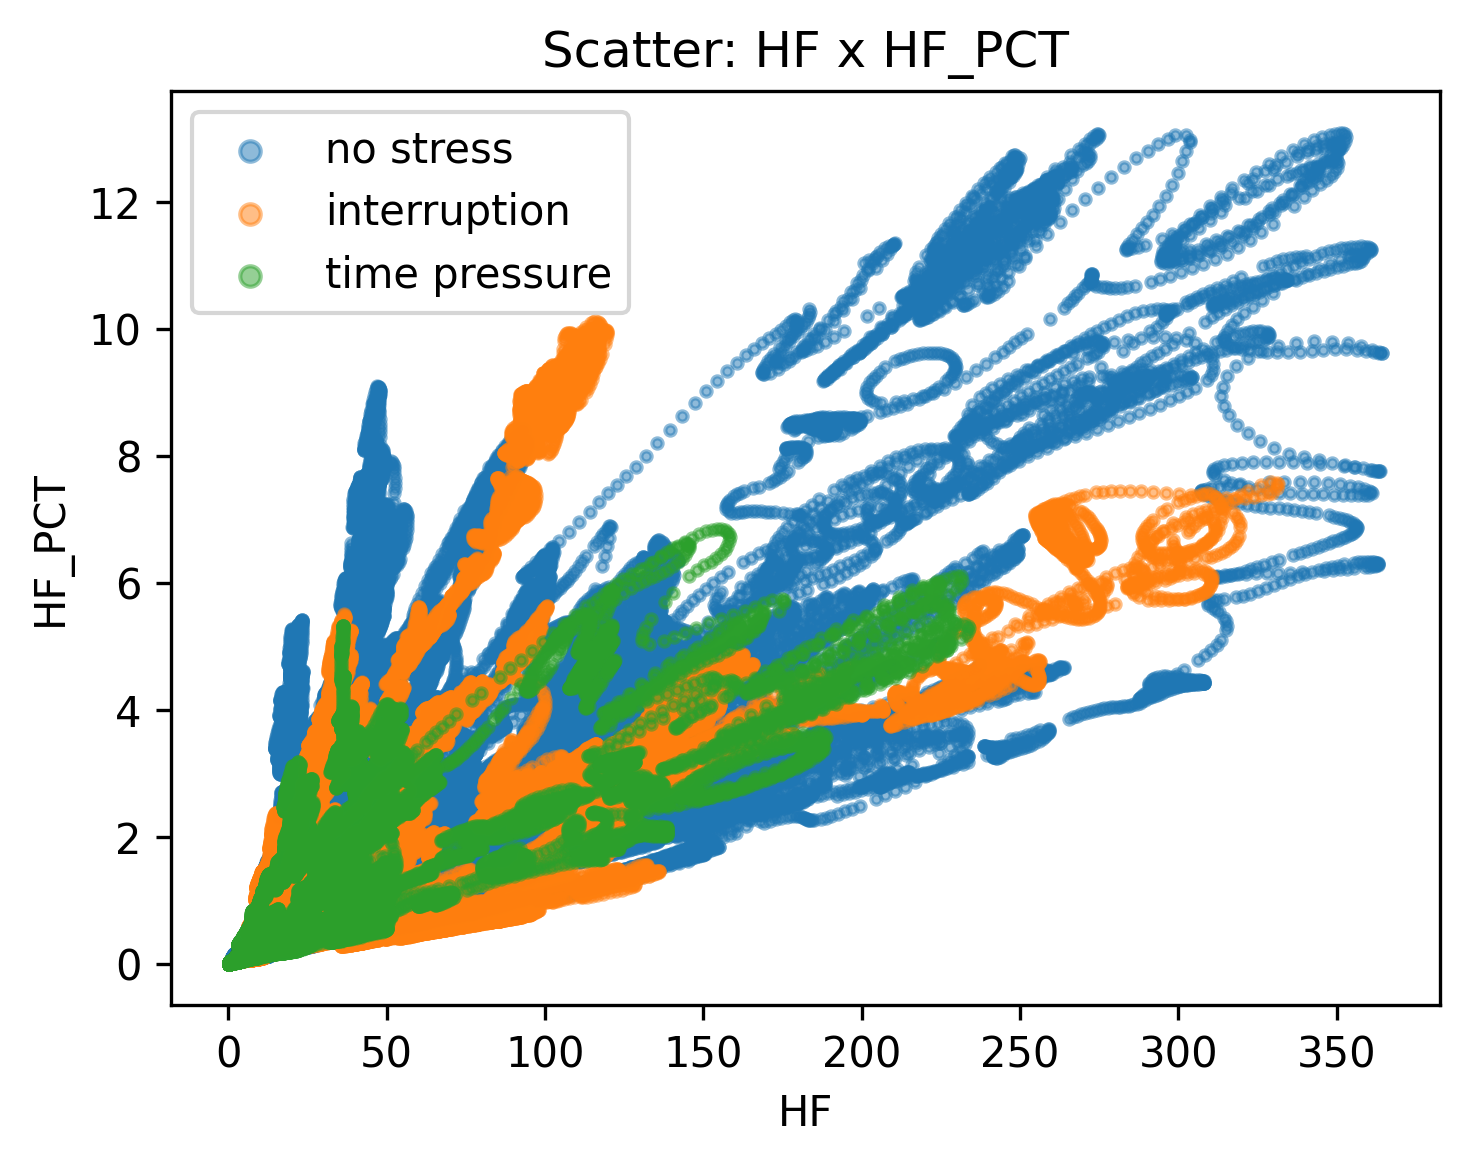 Scatter: HF x HF_PCT
no stress
interruption
time pressure
HF_PCT
12
10
8
6
4
2
0
0 50 100 150 200 250 300 350
HF